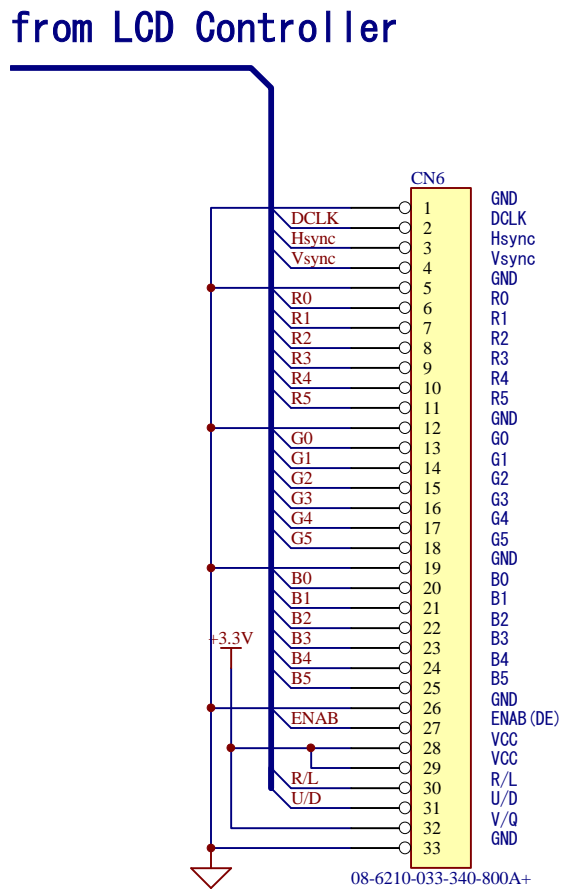 from LCD Controller
CN6
1 GND
DCLK 2 DCLK
Hsync 3 Hsync
Vsync 4 Vsync
5 GND
R0 6 R0
R1 7 R1
R2 8 R2
R3 9 R3
R4 10 R4
R5 11 R5
12 GND
G0 13 G0
G1 14 G1
G2 15 G2
G3 16 G3
G4 17 G4
G5 18 G5
19 GND
B0 20 B0
B1 21 B1
B2 22 B2
+3.3V B3 23 B3
B4 24 B4
B5 25 B5
26 GND
ENAB 27 ENAB(DE)
28 VCC
29 VCC
R/L 30 R/L
U/D 31 U/D
32 V/Q
33 GND
08-6210-033-340-800A+